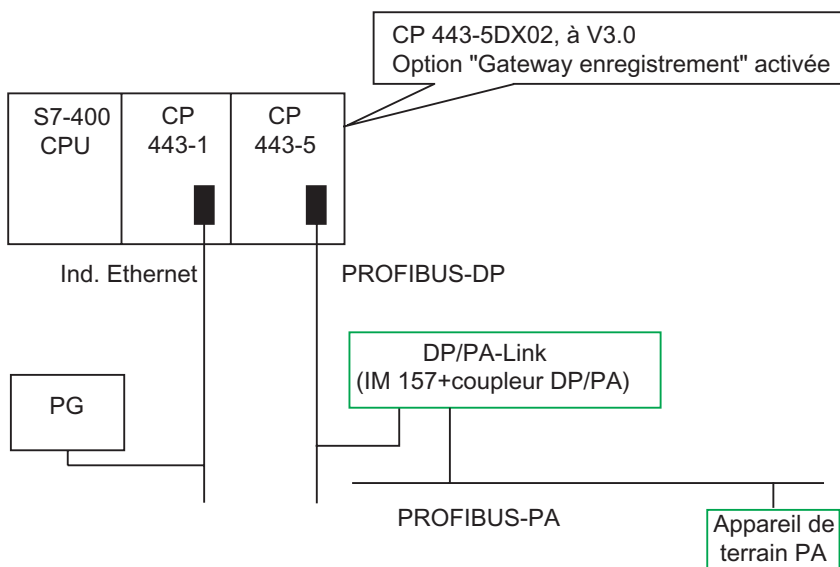 CP 443-5DX02, à V3.0
Option "Gateway enregistrement" activée
S7-400
CPU
CP
443-1
CP
443-5
Ind. Ethernet
PROFIBUS-DP
DP/PA-Link
(IM 157+coupleur DP/PA)
PG
PROFIBUS-PA
Appareil de
terrain PA